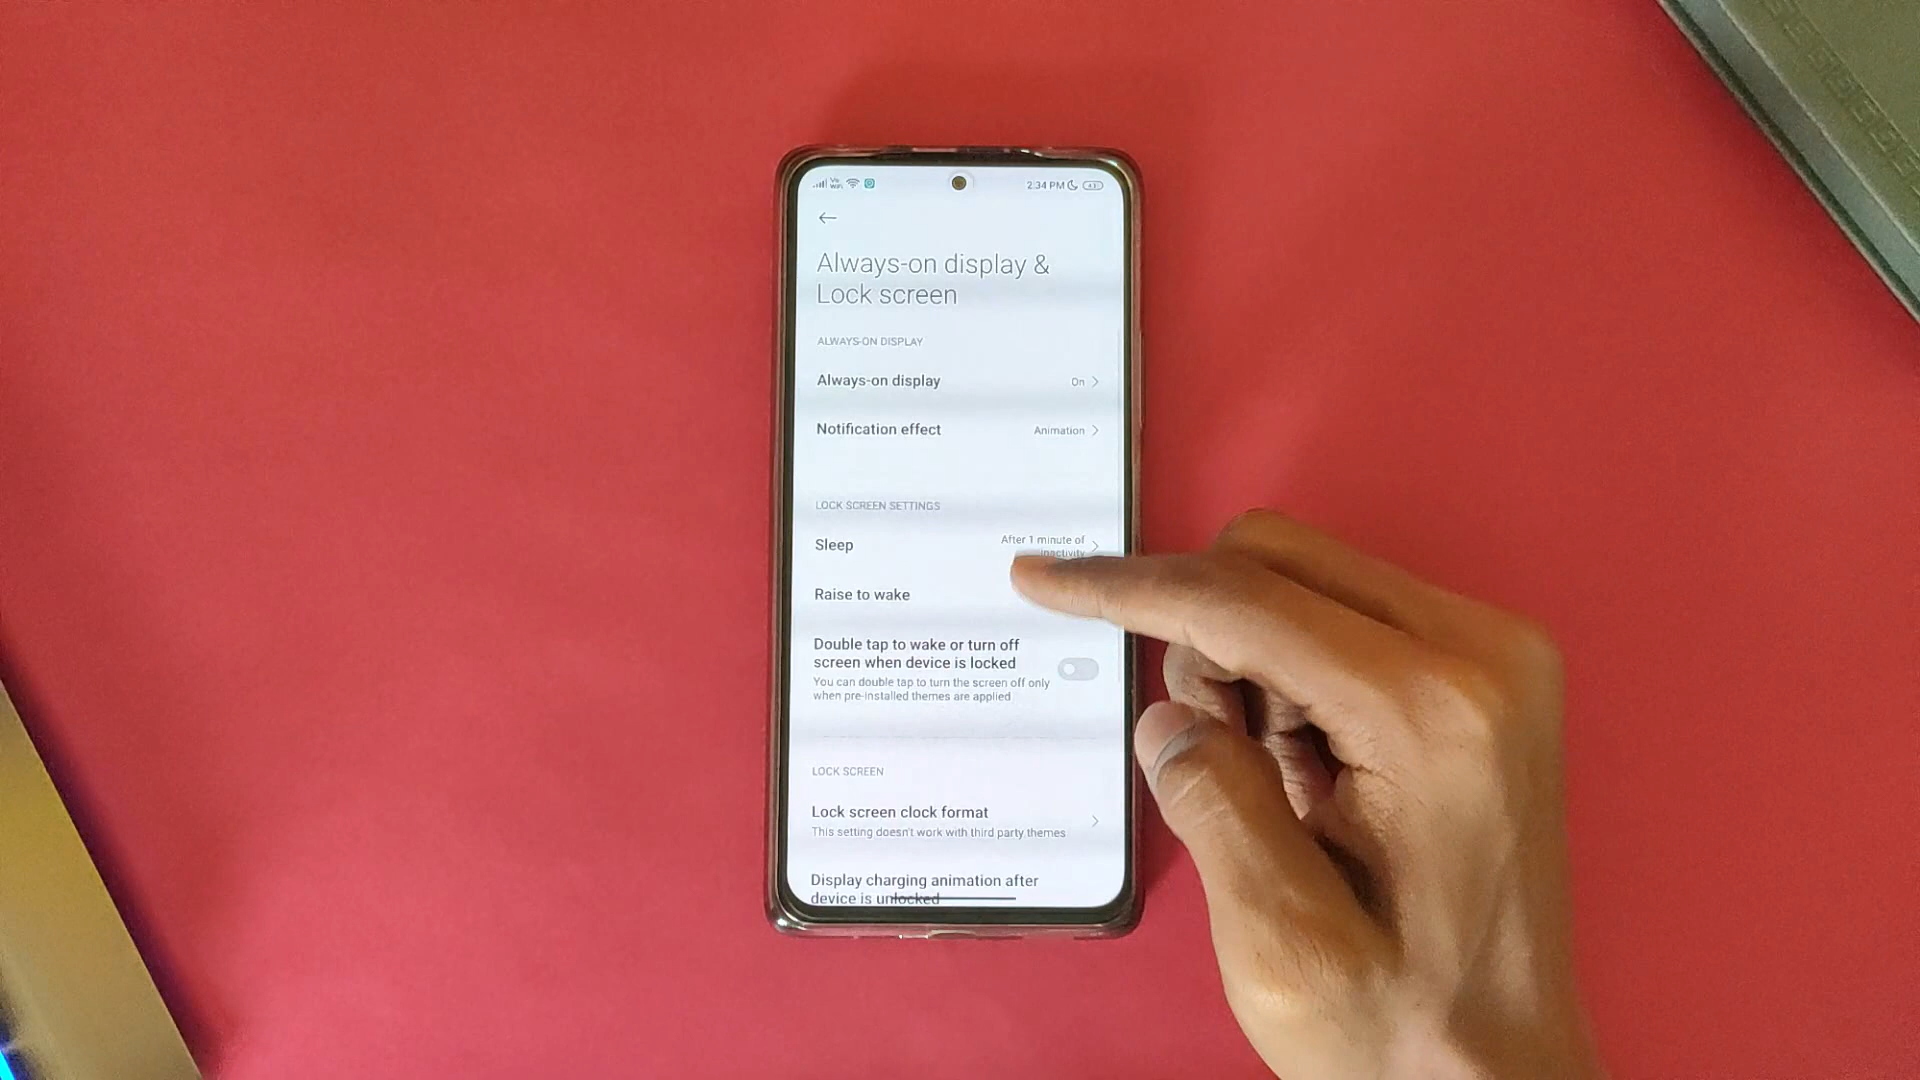 Vo
WiFi
2:34 PM
Always-on display &
Lock screen
ALWAYS-ON DISPLAY
Always-on display
On
Notification effect
Animation
LOCK SCREEN SETTINGS
Sleep
After 1 minute of
inactivity
Raise to wake
Double tap to wake or turn off
screen when device is locked
You can double tap to turn the screen off only
when pre-installed themes are applied
LOCK SCREEN
Lock screen clock format
This setting doesn't work with third party themes
Display charging animation after
device is unlocked